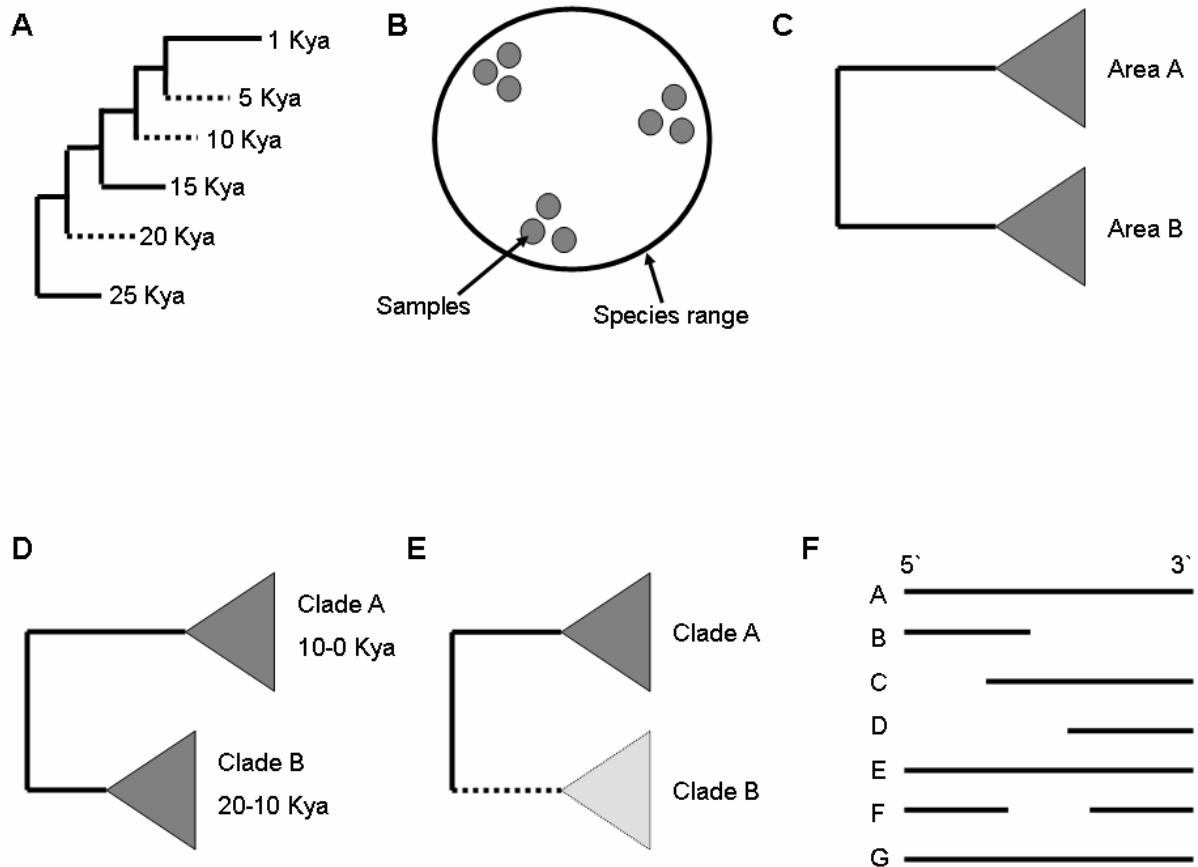 A
1 Kya
5 Kya
10 Kya
15 Kya
20 Kya
25 Kya
B
Samples
Species range
C
Area A
Area B
D
Clade A
10-0 Kya
Clade B
20-10 Kya
E
Clade A
Clade B
F
5` 3`
A
B
C
D
E
F
G